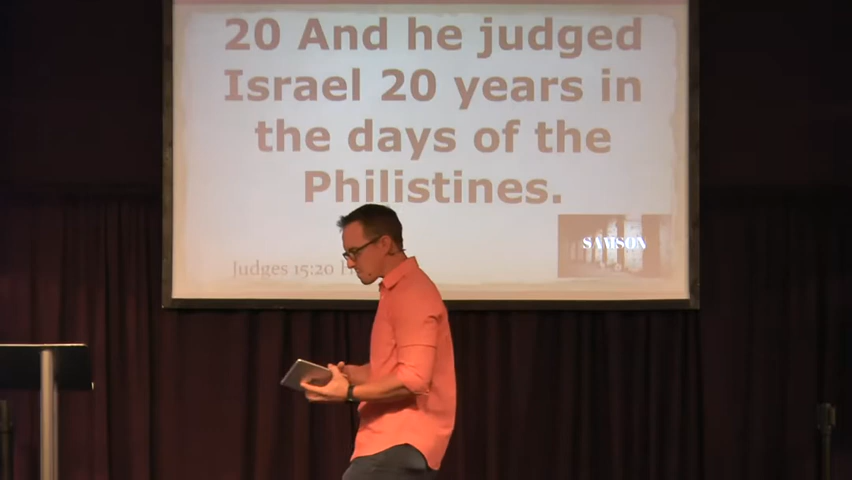 20 And he judged
Israel 20 years in
the days of the
Philistines.
SAMSON
Judges 15:20